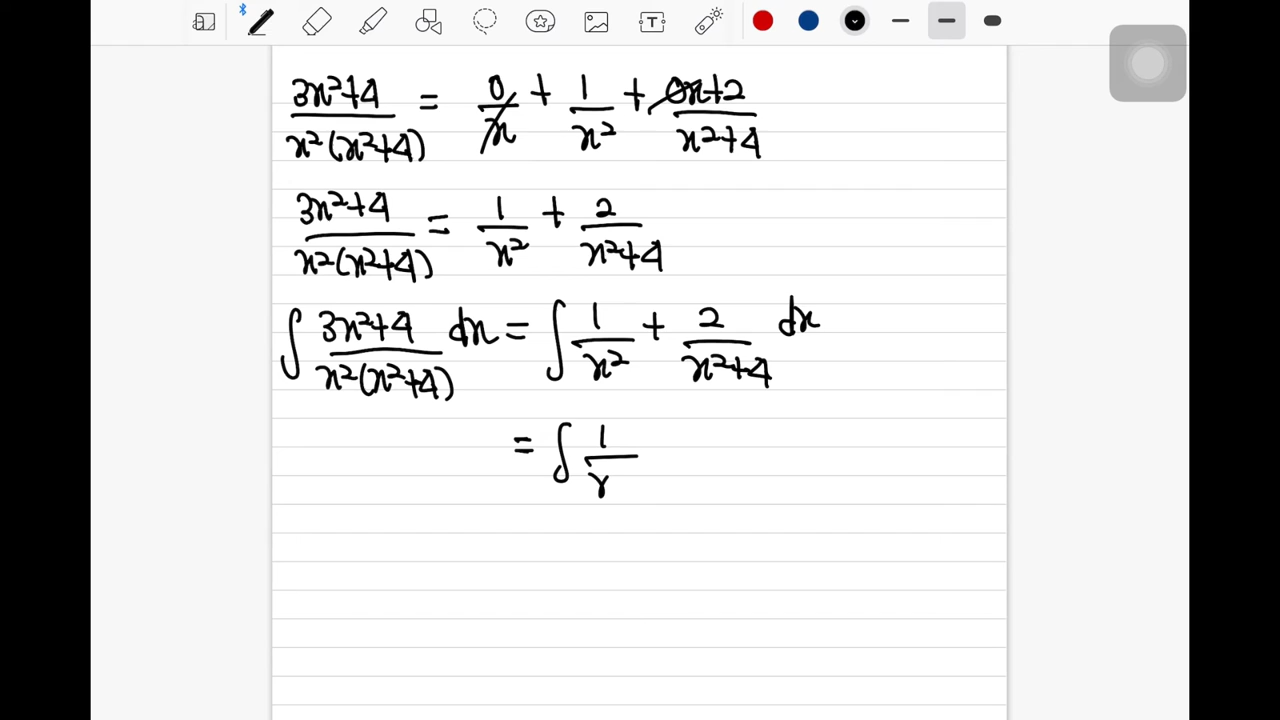 T
(3x²+4)/(x²(x²+4)) = 0/x + 1/x² + (0x+2)/(x²+4)
(3x²+4)/(x²(x²+4)) = 1/x² + 2/(x²+4)
∫ (3x²+4)/(x²(x²+4)) dx = ∫ 1/x² + 2/(x²+4) dx
= ∫ 1/